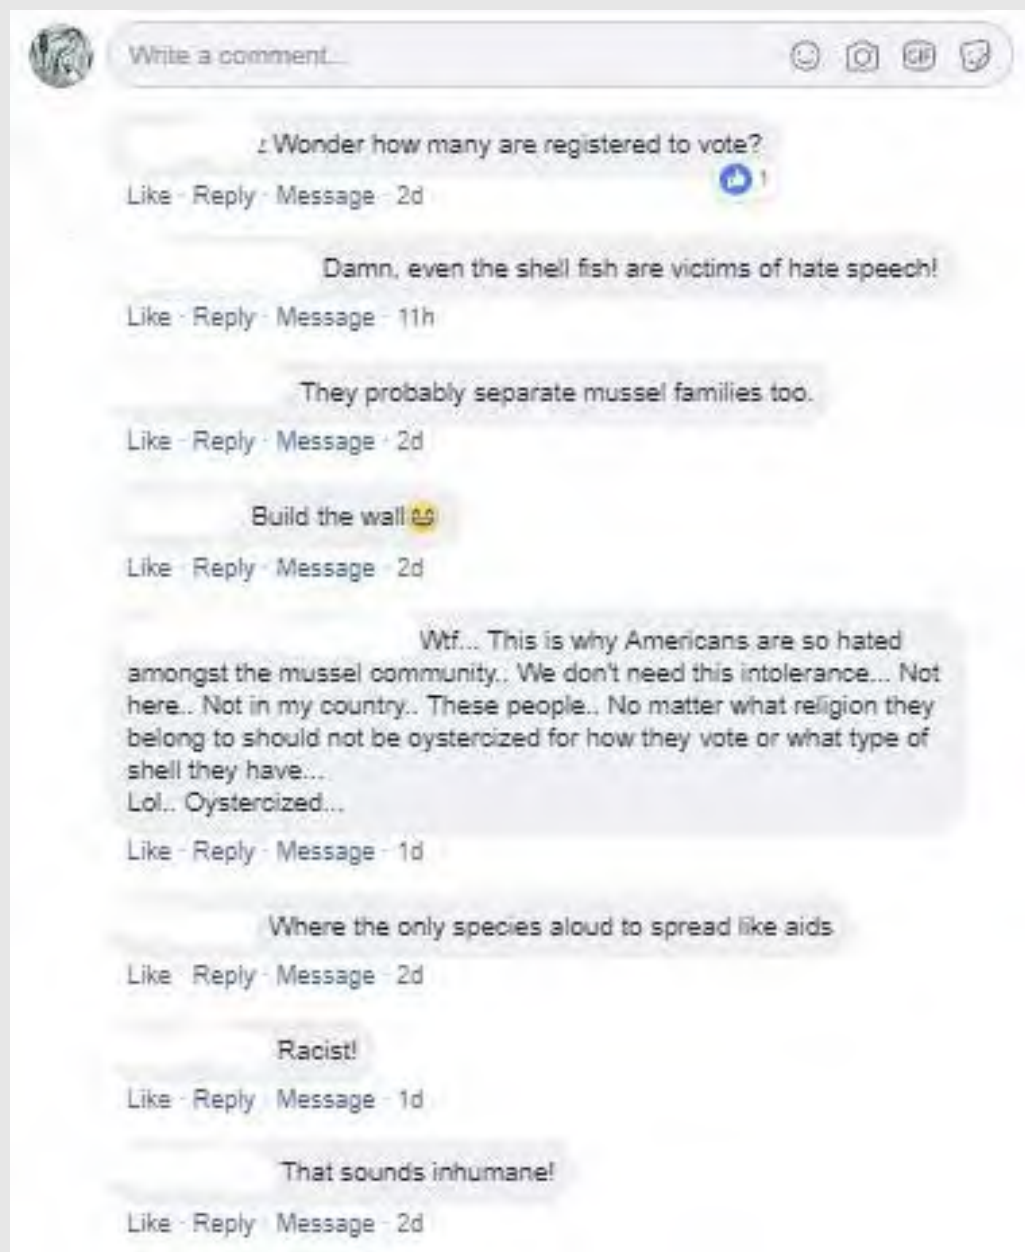 Write a comment...
GIF
: Wonder how many are registered to vote?
1
Like · Reply · Message · 2d
Damn, even the shell fish are victims of hate speech!
Like · Reply · Message · 11h
They probably separate mussel families too.
Like · Reply · Message · 2d
Build the wall😆
Like · Reply · Message · 2d
Wtf... This is why Americans are so hated
amongst the mussel community.. We don't need this intolerance... Not
here.. Not in my country.. These people.. No matter what religion they
belong to should not be oystercized for how they vote or what type of
shell they have...
Lol.. Oystercized...
Like · Reply · Message · 1d
Where the only species aloud to spread like aids
Like · Reply · Message · 2d
Racist!
Like · Reply · Message · 1d
That sounds inhumane!
Like · Reply · Message · 2d